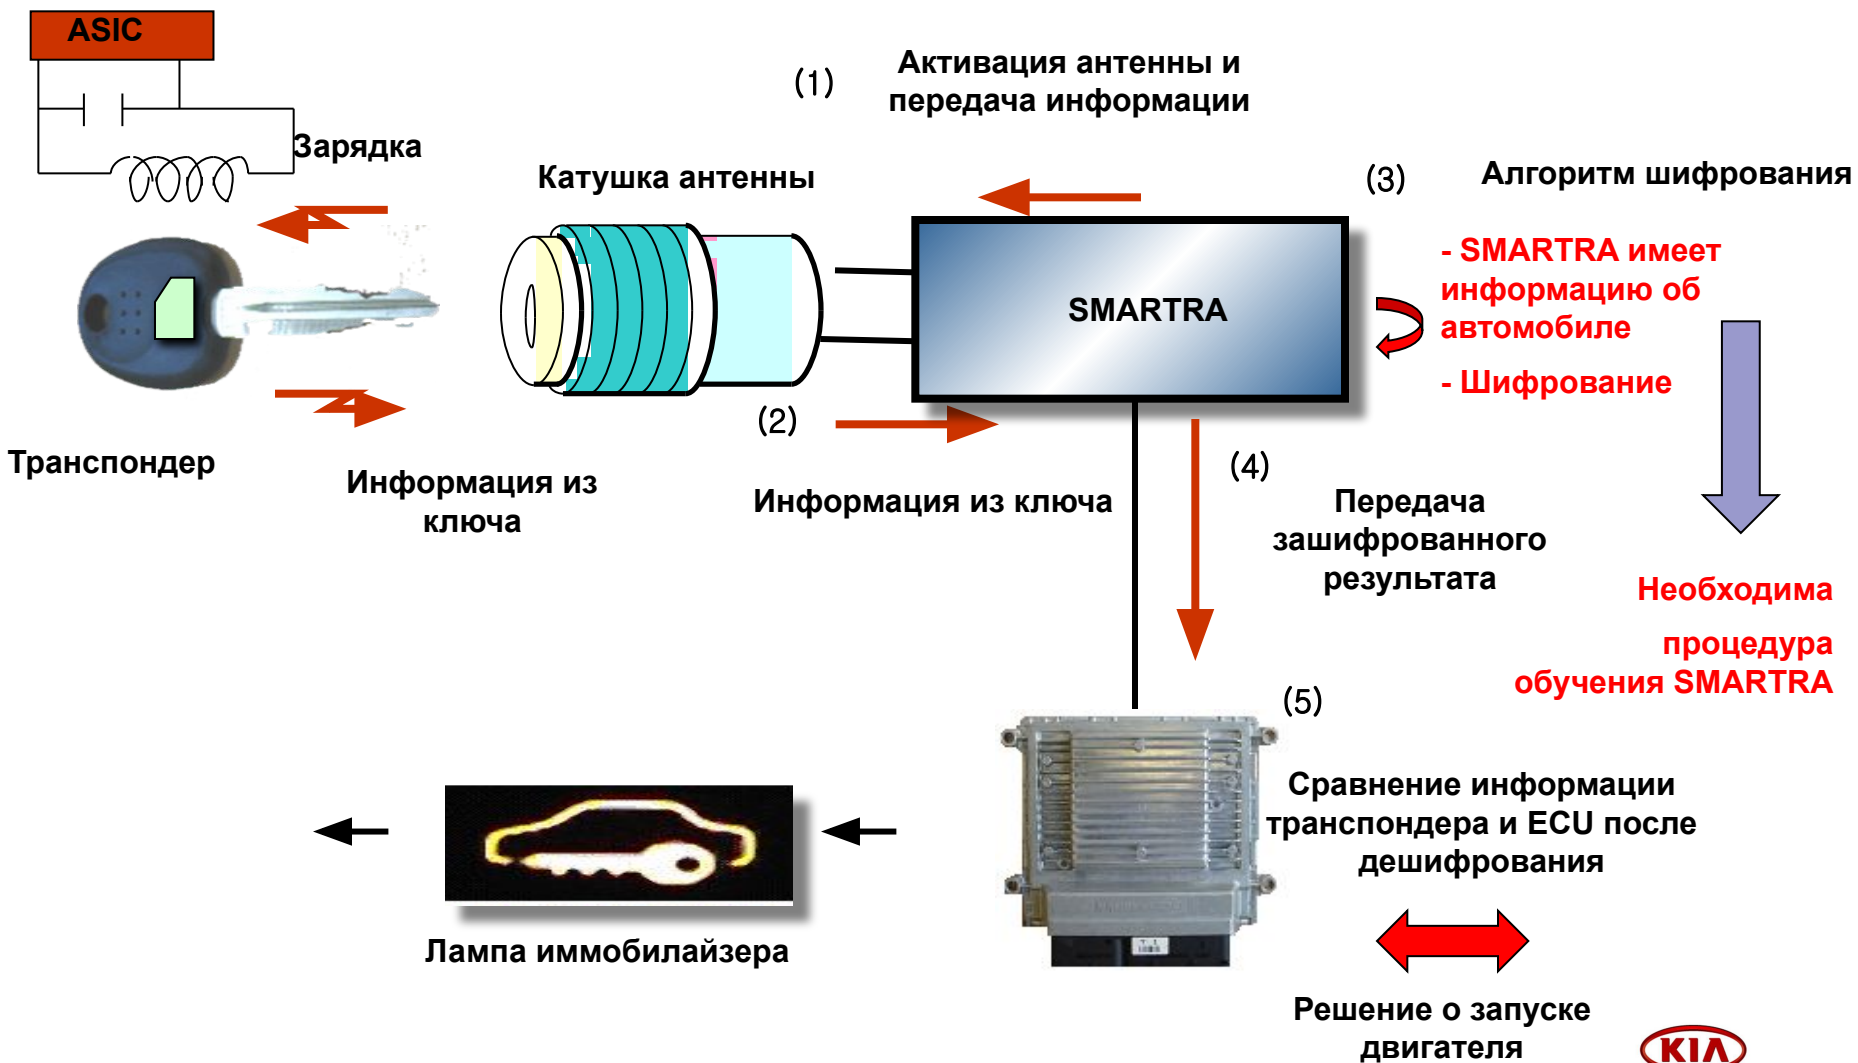 ASIC
Зарядка
(1)
Активация антенны и
передача информации
Катушка антенны
(3)
Алгоритм шифрования
SMARTRA
- SMARTRA имеет
информацию об
автомобиле
- Шифрование
(2)
Транспондер
Информация из
ключа
Информация из ключа
(4)
Передача
зашифрованного
результата
Необходима
процедура
обучения SMARTRA
(5)
Сравнение информации
транспондера и ECU после
дешифрования
Лампа иммобилайзера
Решение о запуске
двигателя
KIA